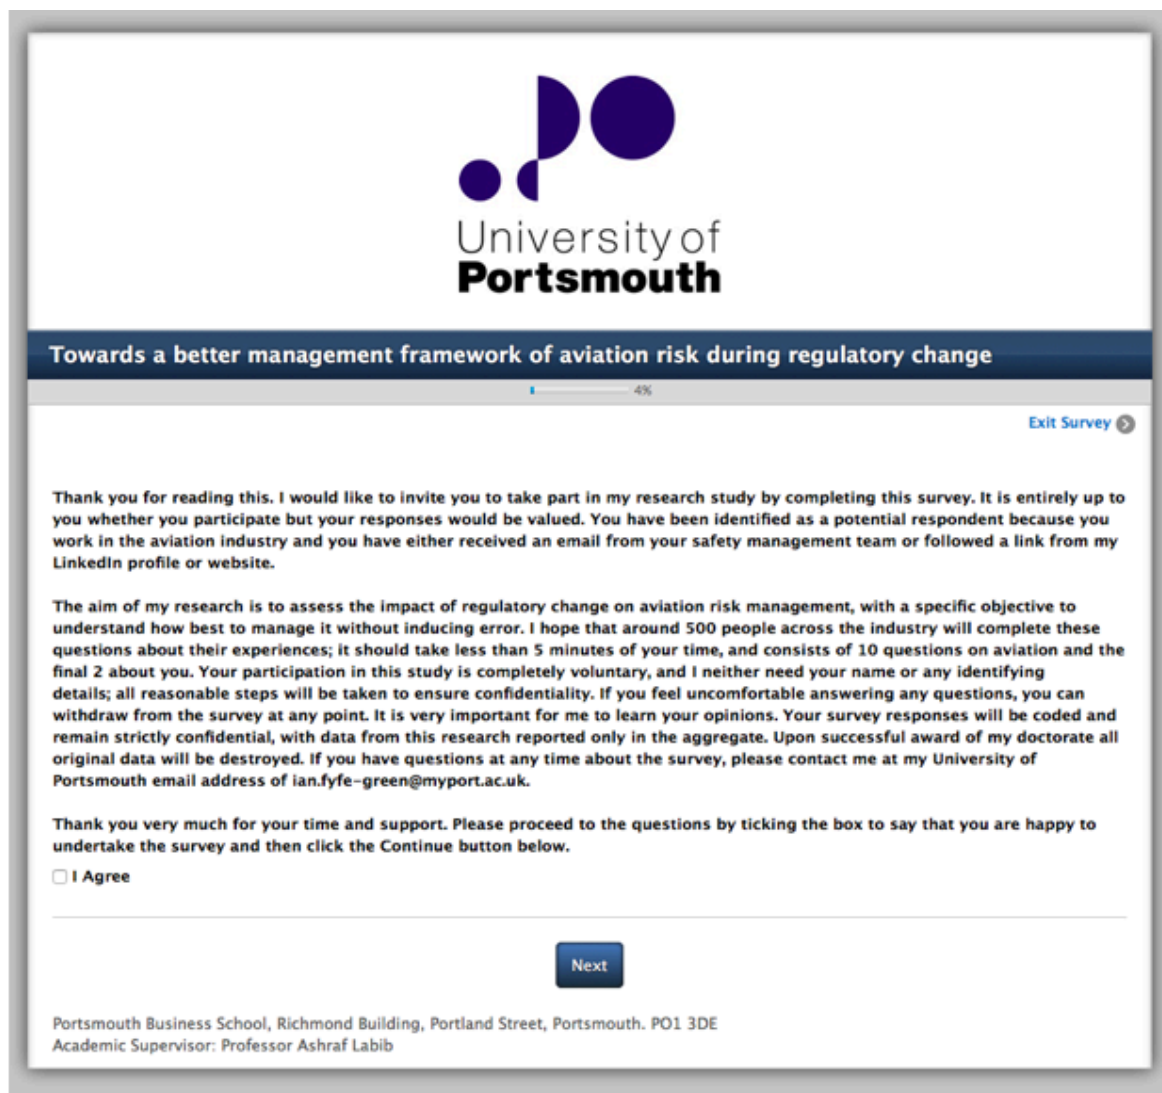 University of
Portsmouth
Towards a better management framework of aviation risk during regulatory change
4%
Exit Survey
Thank you for reading this. I would like to invite you to take part in my research study by completing this survey. It is entirely up to
you whether you participate but your responses would be valued. You have been identified as a potential respondent because you
work in the aviation industry and you have either received an email from your safety management team or followed a link from my
LinkedIn profile or website.
The aim of my research is to assess the impact of regulatory change on aviation risk management, with a specific objective to
understand how best to manage it without inducing error. I hope that around 500 people across the industry will complete these
questions about their experiences; it should take less than 5 minutes of your time, and consists of 10 questions on aviation and the
final 2 about you. Your participation in this study is completely voluntary, and I neither need your name or any identifying
details; all reasonable steps will be taken to ensure confidentiality. If you feel uncomfortable answering any questions, you can
withdraw from the survey at any point. It is very important for me to learn your opinions. Your survey responses will be coded and
remain strictly confidential, with data from this research reported only in the aggregate. Upon successful award of my doctorate all
original data will be destroyed. If you have questions at any time about the survey, please contact me at my University of
Portsmouth email address of ian.fyfe-green@myport.ac.uk.
Thank you very much for your time and support. Please proceed to the questions by ticking the box to say that you are happy to
undertake the survey and then click the Continue button below.
I Agree
Next
Portsmouth Business School, Richmond Building, Portland Street, Portsmouth. PO1 3DE
Academic Supervisor: Professor Ashraf Labib